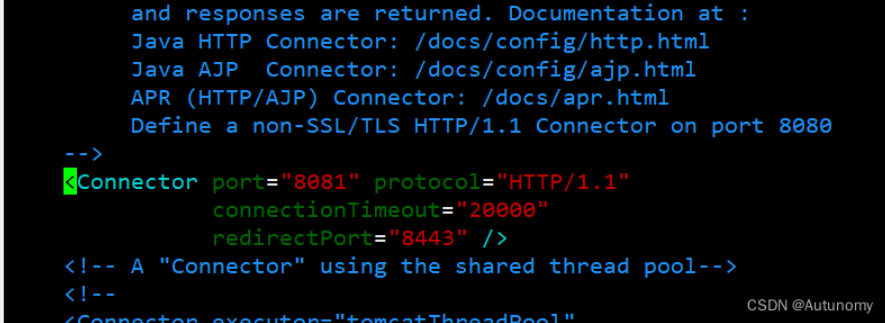 and responses are returned. Documentation at :
Java HTTP Connector: /docs/config/http.html
Java AJP  Connector: /docs/config/ajp.html
APR (HTTP/AJP) Connector: /docs/apr.html
Define a non-SSL/TLS HTTP/1.1 Connector on port 8080
-->
<Connector port="8081" protocol="HTTP/1.1"
connectionTimeout="20000"
redirectPort="8443" />
<!-- A "Connector" using the shared thread pool-->
<!--
<Connector executor="tomcatThreadPool"
CSDN @Autunomy